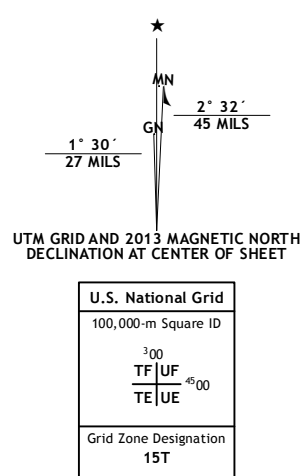 MN
2° 32´
45 MILS
GN
1° 30´
27 MILS
UTM GRID AND 2013 MAGNETIC NORTH
DECLINATION AT CENTER OF SHEET
U.S. National Grid
100,000-m Square ID
300
TF UF
4500
TE UE
Grid Zone Designation
15T